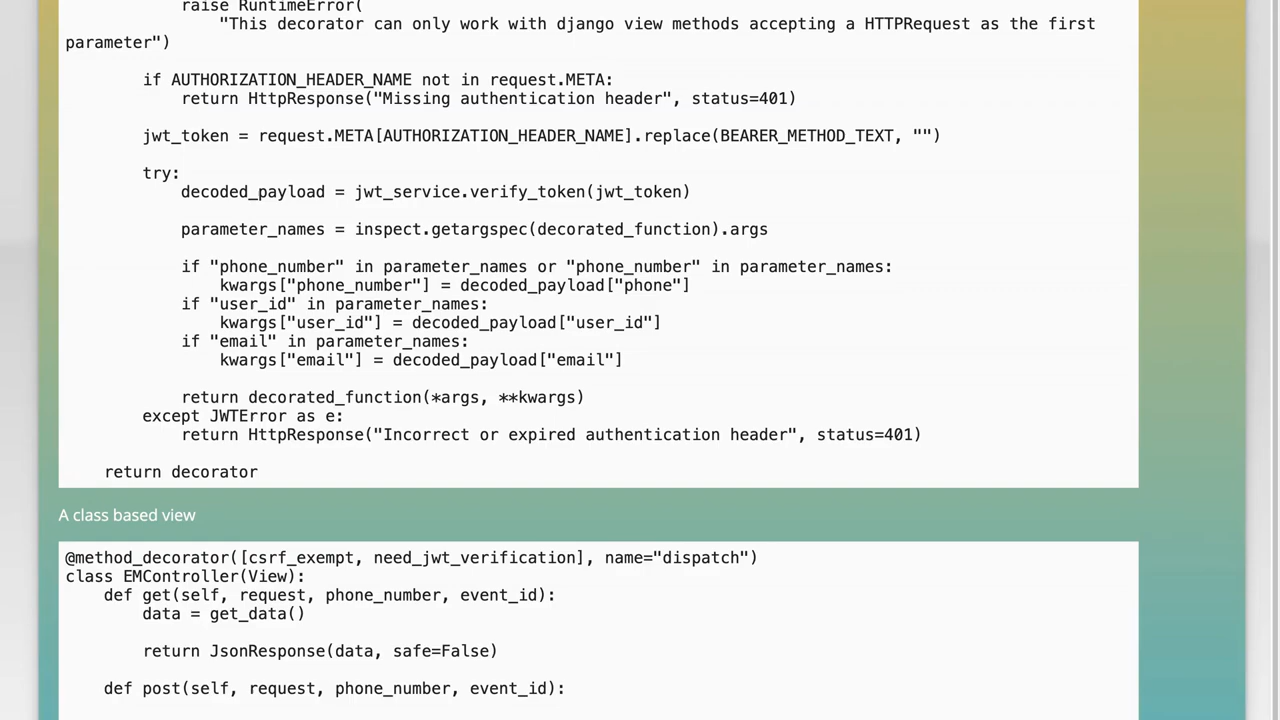 raise RuntimeError(
"This decorator can only work with django view methods accepting a HTTPRequest as the first
parameter")
if AUTHORIZATION_HEADER_NAME not in request.META:
return HttpResponse("Missing authentication header", status=401)
jwt_token = request.META[AUTHORIZATION_HEADER_NAME].replace(BEARER_METHOD_TEXT, "")
try:
decoded_payload = jwt_service.verify_token(jwt_token)
parameter_names = inspect.getargspec(decorated_function).args
if "phone_number" in parameter_names or "phone_number" in parameter_names:
kwargs["phone_number"] = decoded_payload["phone"]
if "user_id" in parameter_names:
kwargs["user_id"] = decoded_payload["user_id"]
if "email" in parameter_names:
kwargs["email"] = decoded_payload["email"]
return decorated_function(*args, **kwargs)
except JWTError as e:
return HttpResponse("Incorrect or expired authentication header", status=401)
return decorator
A class based view
@method_decorator([csrf_exempt, need_jwt_verification], name="dispatch")
class EMController(View):
def get(self, request, phone_number, event_id):
data = get_data()
return JsonResponse(data, safe=False)
def post(self, request, phone_number, event_id):